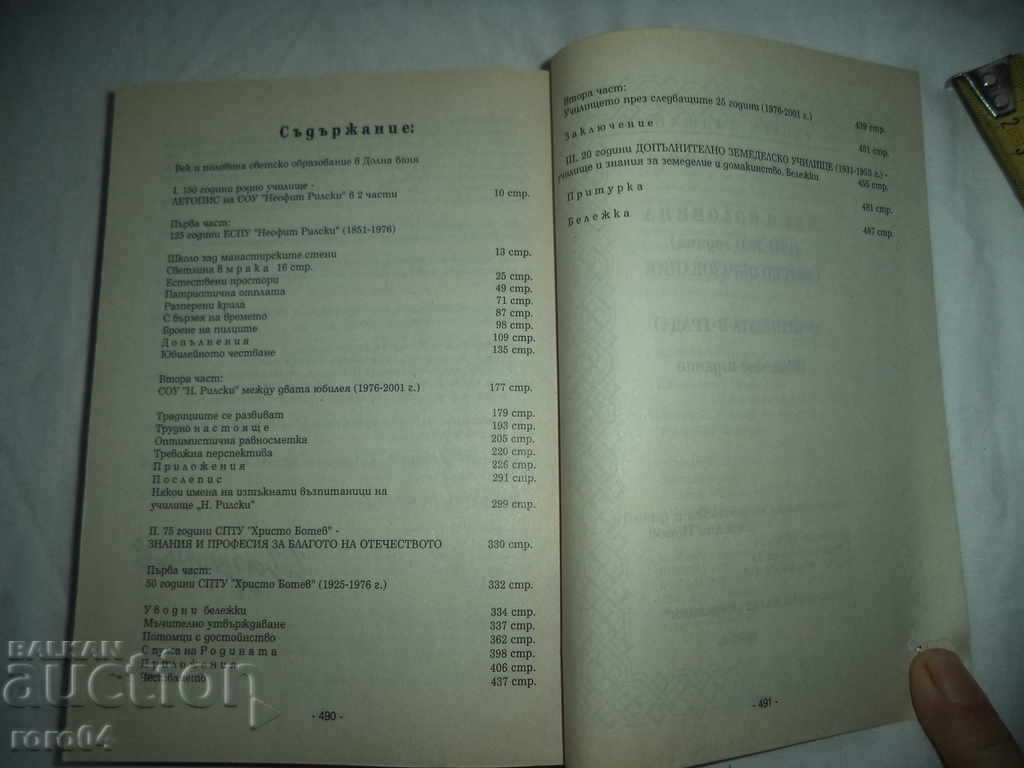 Съдържание:
Век и половина светско образование в Долна баня
I. 150 години родно училище -
ЛЕТОПИС на СОУ "Неофит Рилски" в 2 части 10 стр.
Първа част:
125 години ЕСПУ "Неофит Рилски" (1851-1976)
Школо зад манастирските стени 13 стр.
Светлина в мрака 16 стр.
Естествени простори 25 стр.
Патриотична отплата 49 стр.
Разперени крила 71 стр.
С бързея на времето 87 стр.
Броене на пилците 98 стр.
Допълнения 109 стр.
Юбилейното честване 135 стр.
Втора част:
СОУ "Н. Рилски" между двата юбилея (1976-2001 г.) 177 стр.
Традициите се развиват 179 стр.
Трудно настояще 193 стр.
Оптимистична равносметка 205 стр.
Тревожна перспектива 220 стр.
Приложения 226 стр.
Послепис 291 стр.
Някои имена на изтъкнати възпитаници на
училище „Н. Рилски" 299 стр.
II. 75 години СПТУ "Христо Ботев" -
ЗНАНИЯ И ПРОФЕСИЯ ЗА БЛАГОТО НА ОТЕЧЕСТВОТО 330 стр.
Първа част:
50 години СПТУ "Христо Ботев" (1925-1976 г.) 332 стр.
Уводни бележки 334 стр.
Мъчително утвърждаване 337 стр.
Потомци с достойнство 362 стр.
С пулса на Родината 398 стр.
Приложения 406 стр.
Честването 437 стр.
- 490 -
Втора част:
Училището през следващите 25 години (1976-2001 г.) 439 стр.
Заключение 451 стр.
III. 20 години ДОПЪЛНИТЕЛНО ЗЕМЕДЕЛСКО УЧИЛИЩЕ (1931-1953 г.) -
училище и знания за земеделие и домакинство. Бележки 455 стр.
Притурка 481 стр.
Бележка 487 стр.
- 491 -
BALKAN
auction
roro04